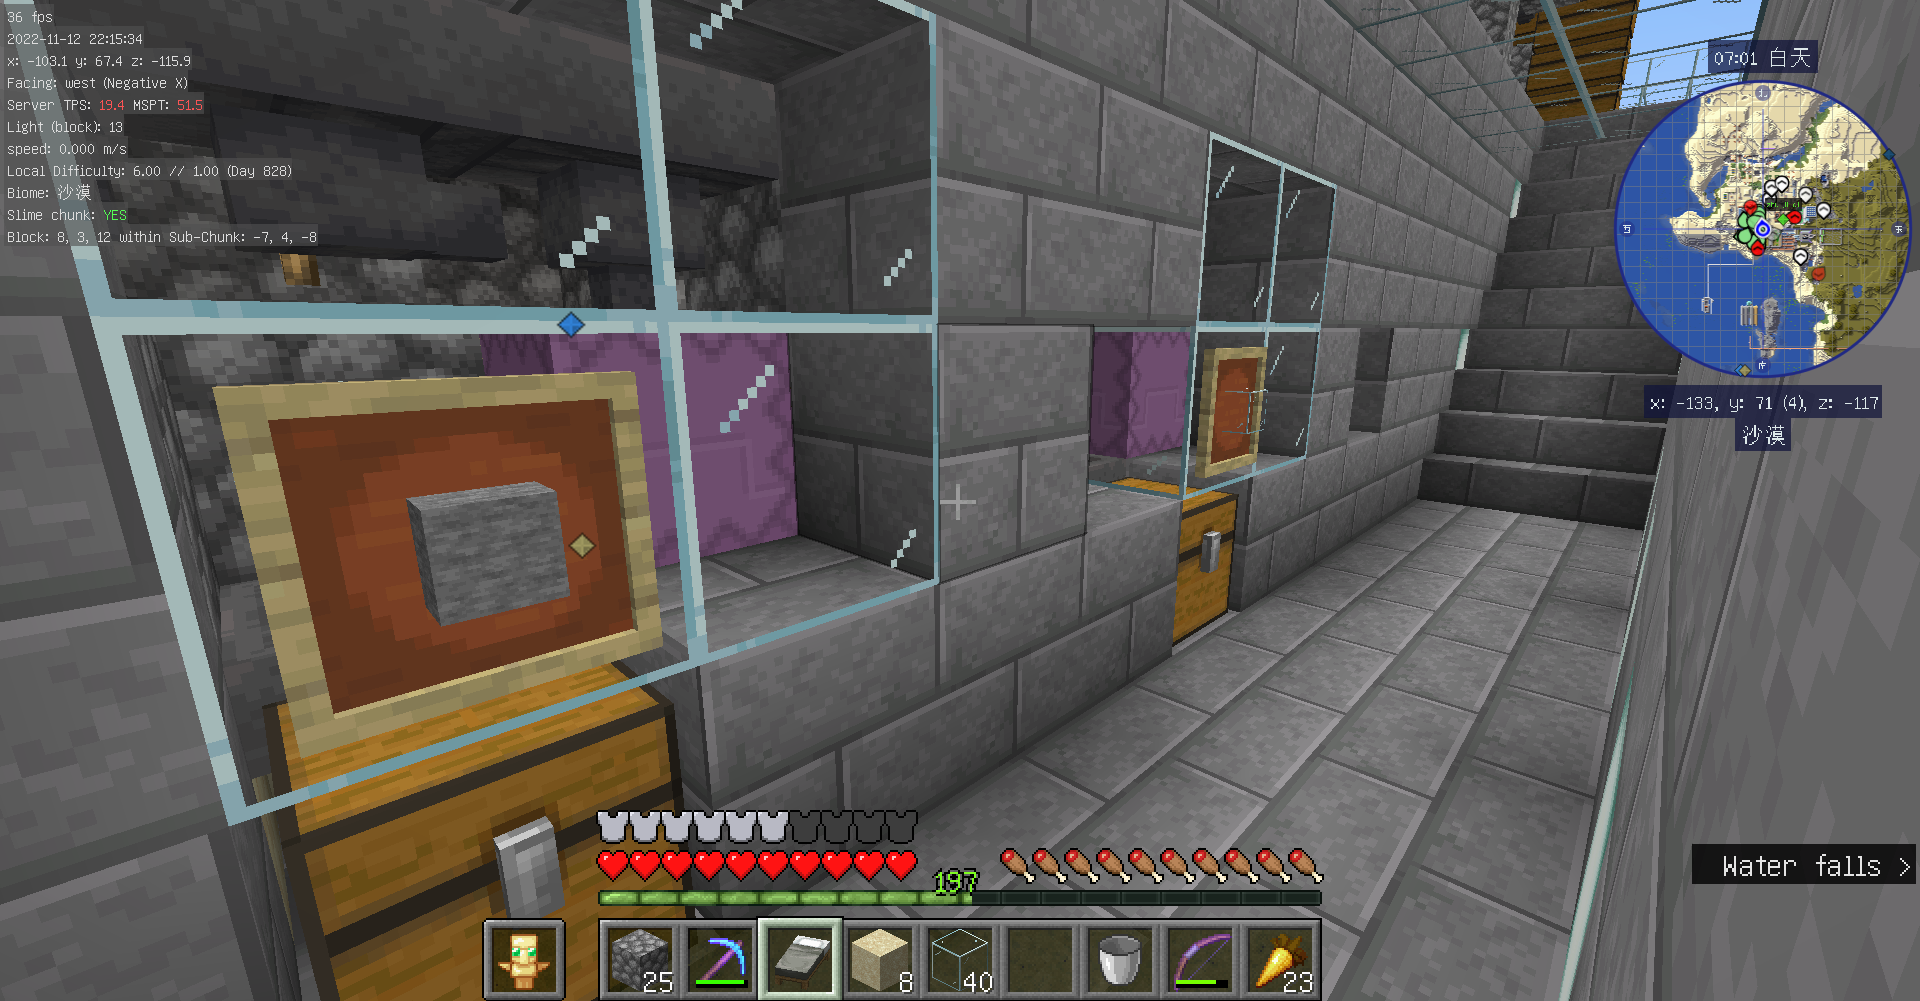 36 fps
2022-11-12 22:15:34
x: -103.1 y: 67.4 z: -115.9
Facing: west (Negative X)
Server TPS: 19.4 MSPT: 51.5
Light (block): 13
speed: 0.000 m/s
Local Difficulty: 6.00 // 1.00 (Day 828)
Biome: 沙漠
Slime chunk: YES
Block: 8, 3, 12 within Sub-Chunk: -7, 4, -8
07:01 白天
x: -133, y: 71 (4), z: -117
沙漠
Water falls >
197
25
8
40
23